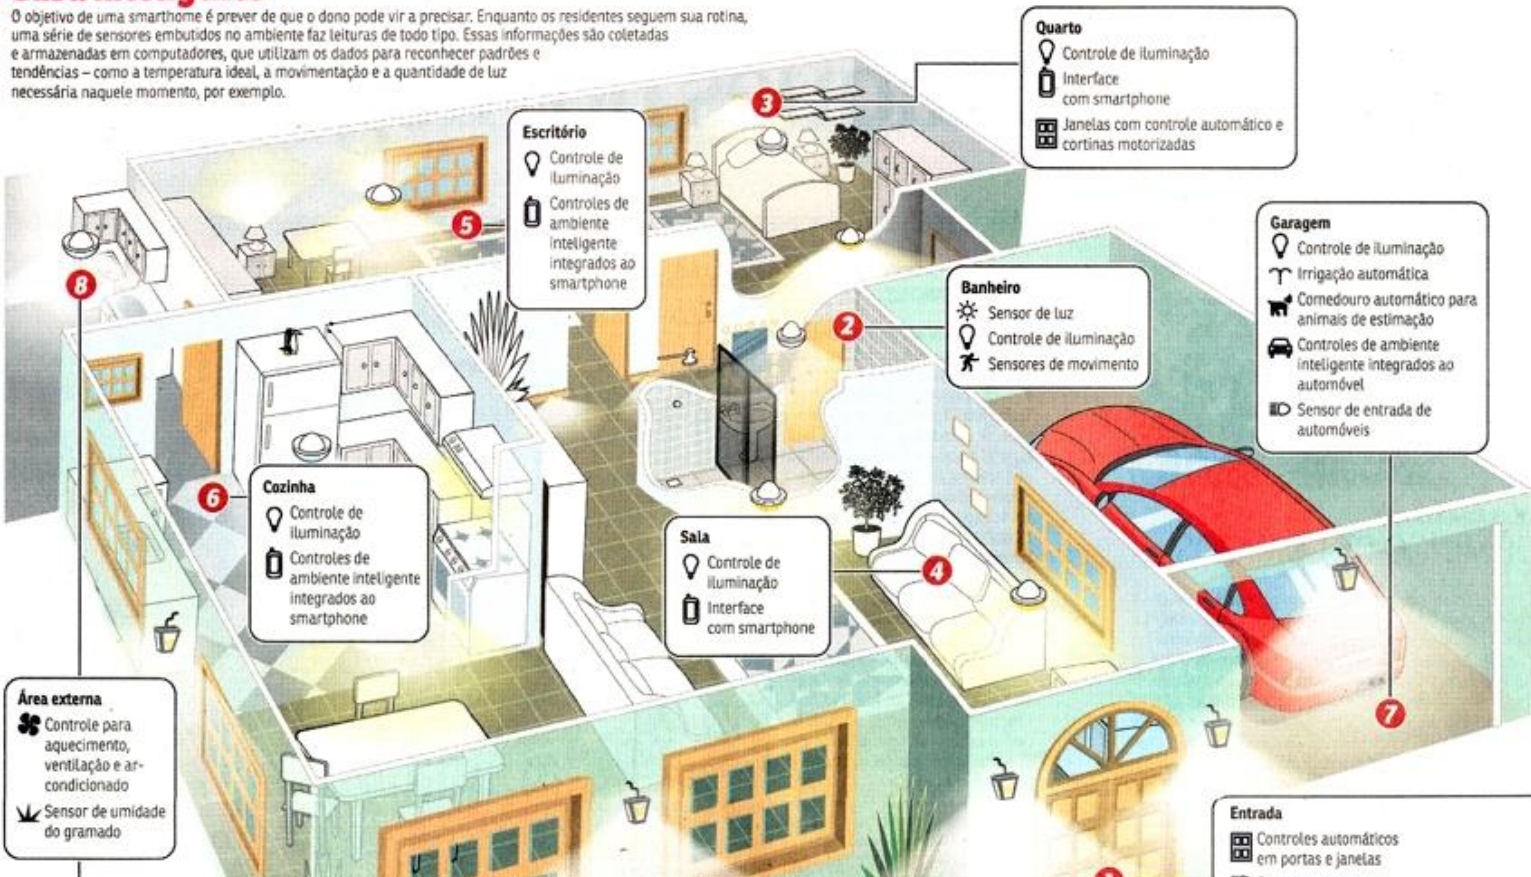 O objetivo de uma smarthome é prever de que o dono pode vir a precisar. Enquanto os residentes seguem sua rotina,
uma série de sensores embutidos no ambiente faz leituras de todo tipo. Essas informações são coletadas
e armazenadas em computadores, que utilizam os dados para reconhecer padrões e
tendências – como a temperatura ideal, a movimentação e a quantidade de luz
necessária naquele momento, por exemplo.
Quarto
Controle de iluminação
Interface
com smartphone
Janelas com controle automático e
cortinas motorizadas
3
Escritório
Controle de
iluminação
Controles de
ambiente
inteligente
integrados ao
smartphone
5
Garagem
Controle de iluminação
Irrigação automática
Comedouro automático para
animais de estimação
Controles de ambiente
inteligente integrados ao
automóvel
Sensor de entrada de
automóveis
8
Banheiro
Sensor de luz
Controle de iluminação
Sensores de movimento
2
Cozinha
Controle de
iluminação
Controles de
ambiente inteligente
integrados ao
smartphone
6
Sala
Controle de
iluminação
Interface
com smartphone
4
7
Área externa
Controle para
aquecimento,
ventilação e ar-
condicionado
Sensor de umidade
do gramado
Entrada
Controles automáticos
em portas e janelas